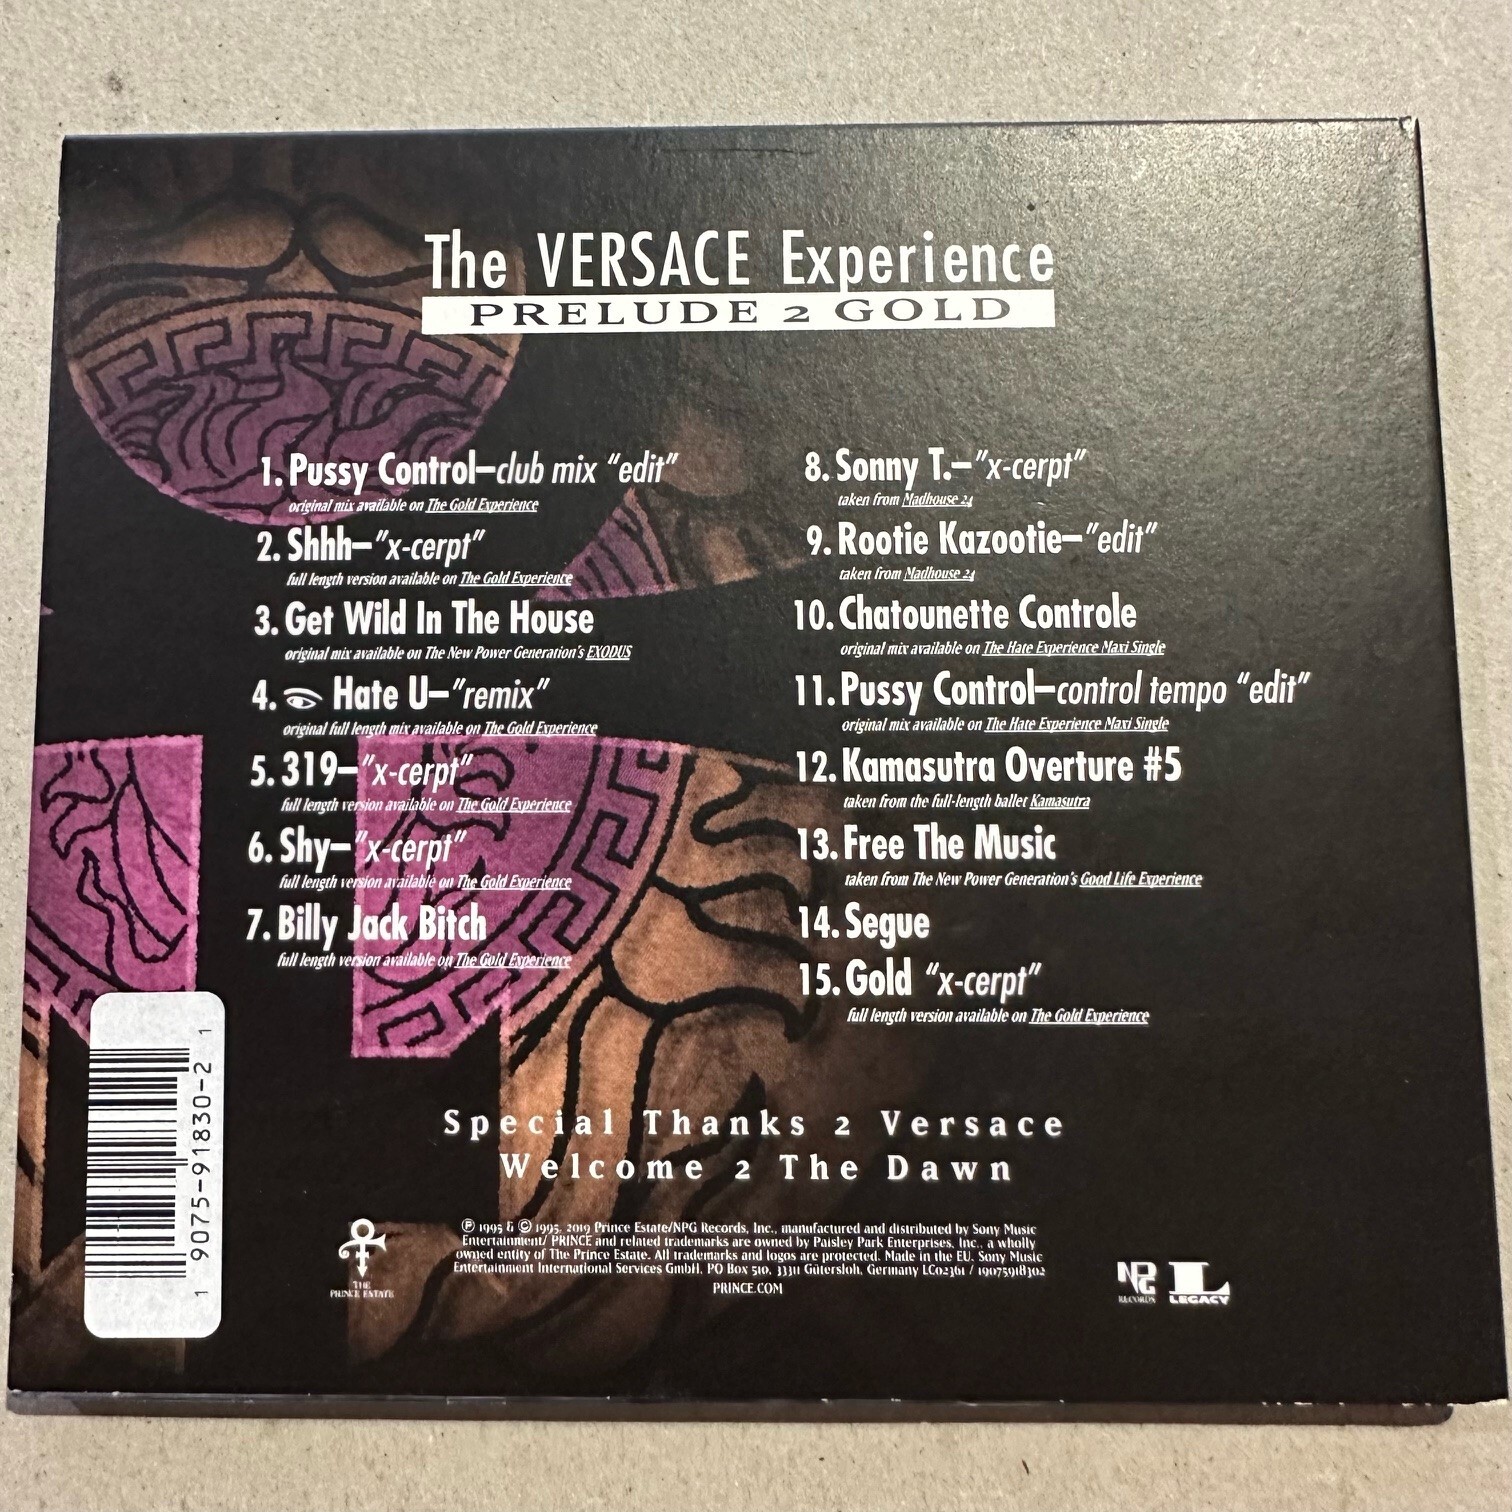 The VERSACE Experience
PRELUDE 2 GOLD
1. Pussy Control–club mix "edit"
original mix available on The Gold Experience
2. Shhh–"x-cerpt"
full length version available on The Gold Experience
3. Get Wild In The House
original mix available on The New Power Generation's EXODUS
4. Hate U–"remix"
original full length mix available on The Gold Experience
5. 319–"x-cerpt"
full length version available on The Gold Experience
6. Shy–"x-cerpt"
full length version available on The Gold Experience
7. Billy Jack Bitch
full length version available on The Gold Experience
8. Sonny T.–"x-cerpt"
taken from Madhouse 24
9. Rootie Kazootie–"edit"
taken from Madhouse 24
10. Chatounette Controle
original mix available on The Hate Experience Maxi Single
11. Pussy Control–control tempo "edit"
original mix available on The Hate Experience Maxi Single
12. Kamasutra Overture #5
taken from the full-length ballet Kamasutra
13. Free The Music
taken from The New Power Generation's Good Life Experience
14. Segue
15. Gold "x-cerpt"
full length version available on The Gold Experience
Special Thanks 2 Versace
Welcome 2 The Dawn
1 9075-91830-2 1
THE
PRINCE ESTATE
℗ 1995 & © 1995, 2019 Prince Estate/NPG Records, Inc., manufactured and distributed by Sony Music
Entertainment/ PRINCE and related trademarks are owned by Paisley Park Enterprises, Inc., a wholly
owned entity of The Prince Estate. All trademarks and logos are protected. Made in the EU. Sony Music
Entertainment International Services GmbH, PO Box 510, 33311 Gütersloh, Germany LC02361 / 19075918302
PRINCE.COM
NPG
RECORDS
L
LEGACY